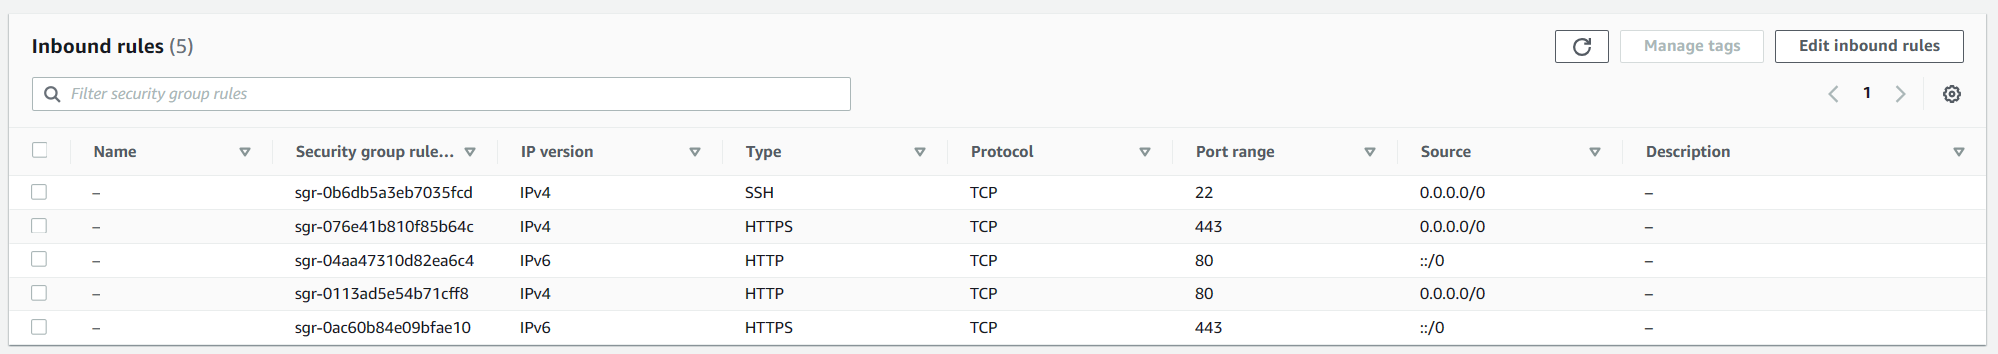 Inbound rules (5)
Manage tags
Edit inbound rules
Filter security group rules
1
Name Security group rule... IP version Type Protocol Port range Source Description
– sgr-0b6db5a3eb7035fcd IPv4 SSH TCP 22 0.0.0.0/0 –
– sgr-076e41b810f85b64c IPv4 HTTPS TCP 443 0.0.0.0/0 –
– sgr-04aa47310d82ea6c4 IPv6 HTTP TCP 80 ::/0 –
– sgr-0113ad5e54b71cff8 IPv4 HTTP TCP 80 0.0.0.0/0 –
– sgr-0ac60b84e09bfae10 IPv6 HTTPS TCP 443 ::/0 –